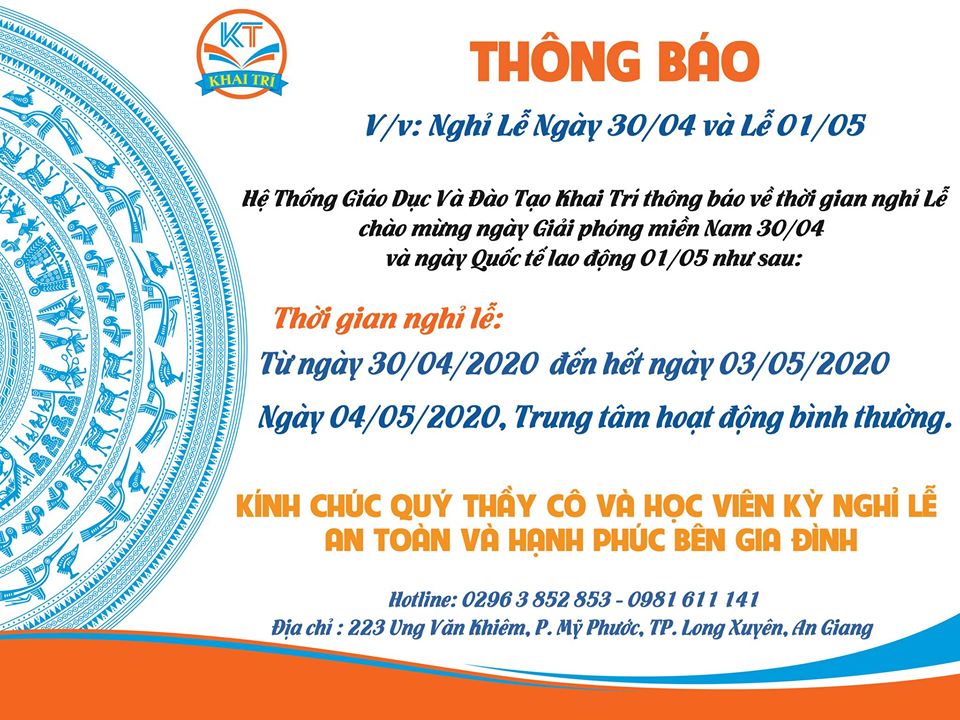 KT
KHAI TRÍ
THÔNG BÁO
V/v: Nghỉ Lễ Ngày 30/04 và Lễ 01/05
Hệ Thống Giáo Dục Và Đào Tạo Khai Trí thông báo về thời gian nghỉ Lễ
chào mừng ngày Giải phóng miền Nam 30/04
và ngày Quốc tế lao động 01/05 như sau:
Thời gian nghỉ lễ:
Từ ngày 30/04/2020 đến hết ngày 03/05/2020
Ngày 04/05/2020, Trung tâm hoạt động bình thường.
KÍNH CHÚC QUÝ THẦY CÔ VÀ HỌC VIÊN KỲ NGHỈ LỄ
AN TOÀN VÀ HẠNH PHÚC BÊN GIA ĐÌNH
Hotline: 0296 3 852 853 - 0981 611 141
Địa chỉ : 223 Ung Văn Khiêm, P. Mỹ Phước, TP. Long Xuyên, An Giang